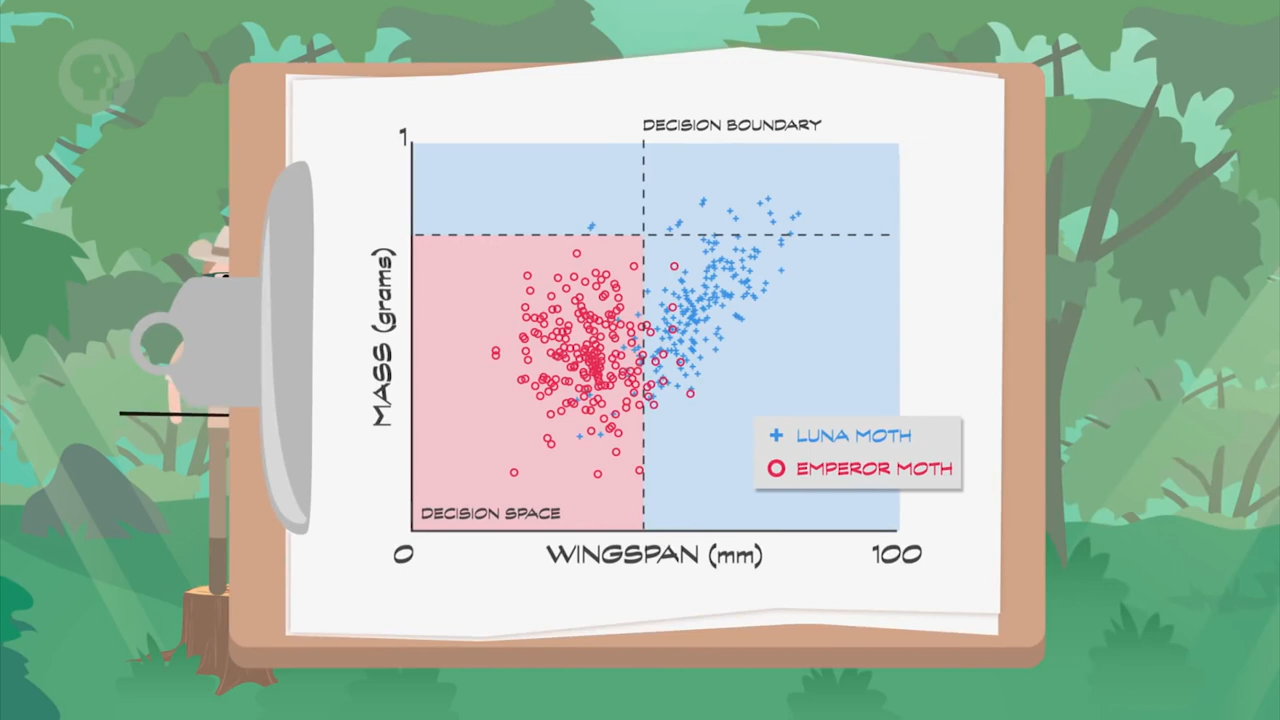 DECISION BOUNDARY
1
MASS (grams)
LUNA MOTH
EMPEROR MOTH
DECISION SPACE
0
WINGSPAN (mm)
100